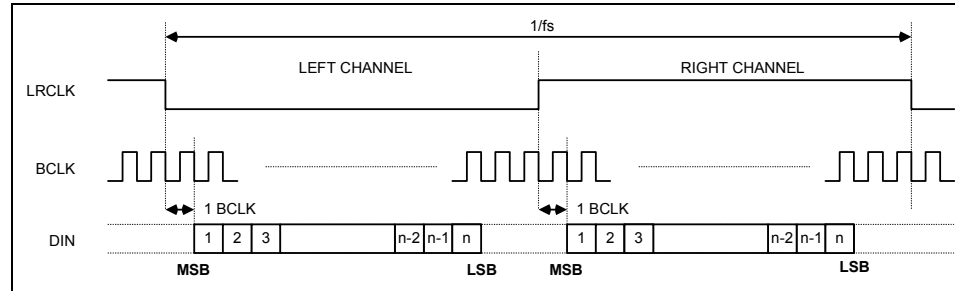 1/fs
LEFT CHANNEL
RIGHT CHANNEL
LRCLK
BCLK
1 BCLK
1 BCLK
DIN
1 2 3 n-2 n-1 n
1 2 3 n-2 n-1 n
MSB
LSB
MSB
LSB